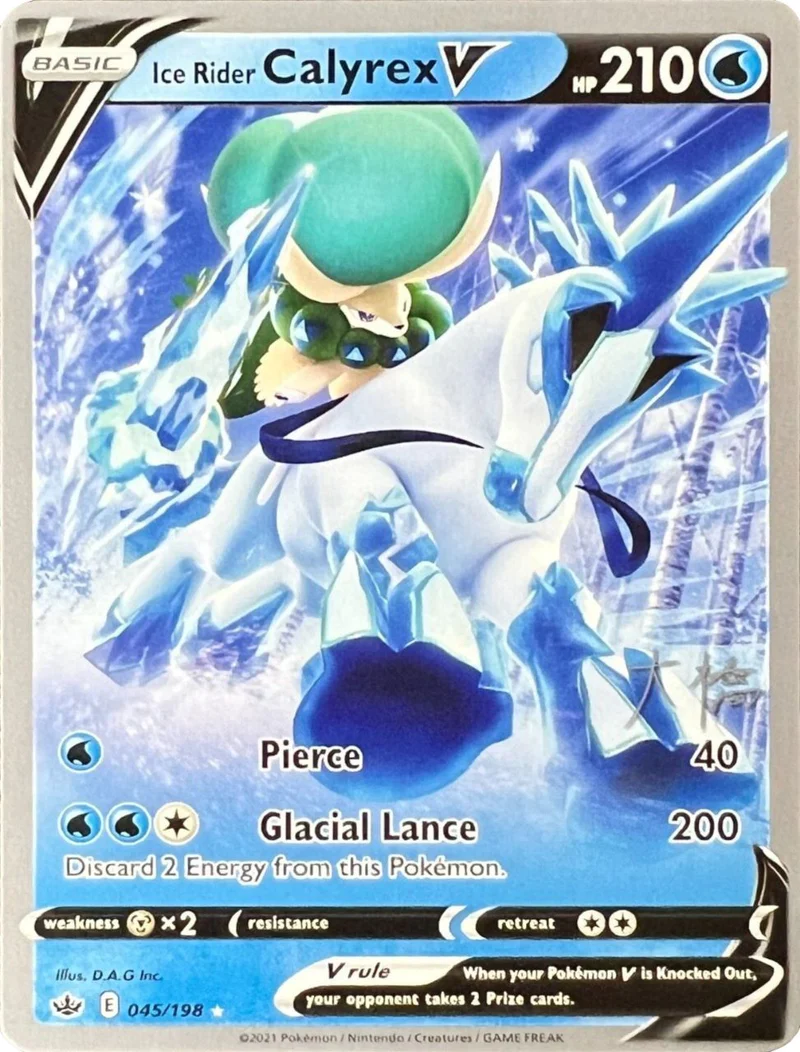 BASIC
Ice Rider Calyrex V
HP 210
大橋
Pierce 40
Glacial Lance 200
Discard 2 Energy from this Pokémon.
weakness ×2 resistance retreat
Illus. D.A.G Inc.
V rule When your Pokémon V is Knocked Out,
your opponent takes 2 Prize cards.
E 045/198
©2021 Pokémon / Nintendo / Creatures / GAME FREAK